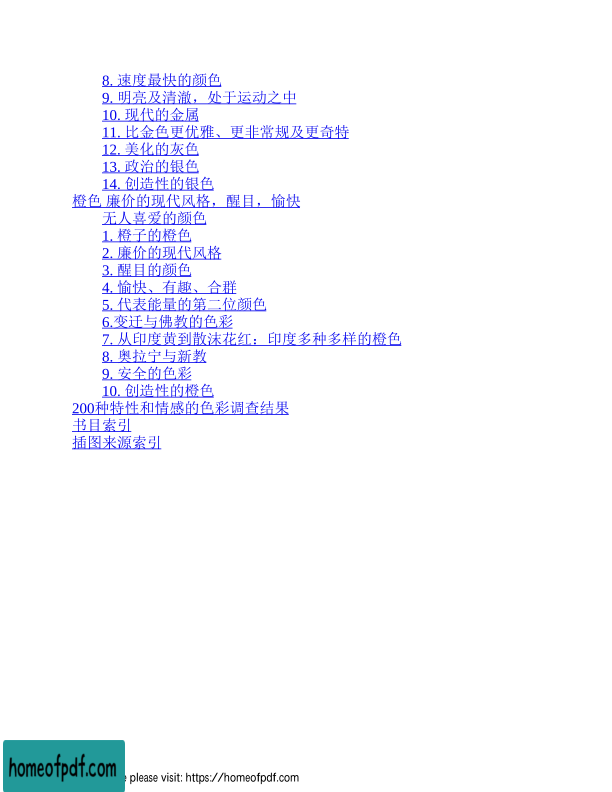 8. 速度最快的颜色
9. 明亮及清澈，处于运动之中
10. 现代的金属
11. 比金色更优雅、更非常规及更奇特
12. 美化的灰色
13. 政治的银色
14. 创造性的银色
橙色 廉价的现代风格，醒目，愉快
无人喜爱的颜色
1. 橙子的橙色
2. 廉价的现代风格
3. 醒目的颜色
4. 愉快、有趣、合群
5. 代表能量的第二位颜色
6.变迁与佛教的色彩
7. 从印度黄到散沫花红：印度多种多样的橙色
8. 奥拉宁与新教
9. 安全的色彩
10. 创造性的橙色
200种特性和情感的色彩调查结果
书目索引
插图来源索引
homeofpdf.com please visit: https://homeofpdf.com